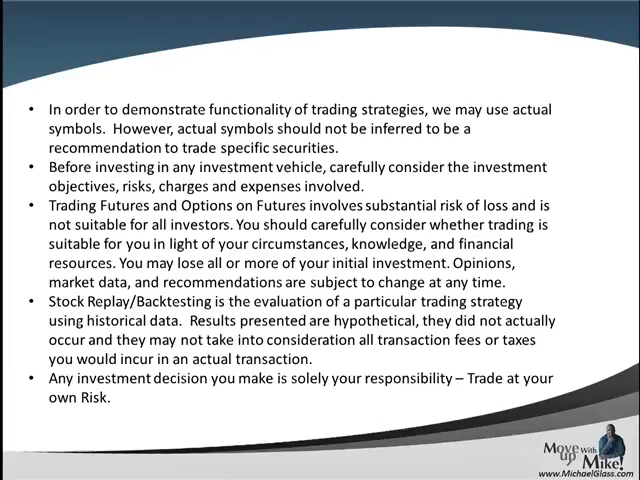 • In order to demonstrate functionality of trading strategies, we may use actual
symbols.  However, actual symbols should not be inferred to be a
recommendation to trade specific securities.
• Before investing in any investment vehicle, carefully consider the investment
objectives, risks, charges and expenses involved.
• Trading Futures and Options on Futures involves substantial risk of loss and is
not suitable for all investors. You should carefully consider whether trading is
suitable for you in light of your circumstances, knowledge, and financial
resources. You may lose all or more of your initial investment. Opinions,
market data, and recommendations are subject to change at any time.
• Stock Replay/Backtesting is the evaluation of a particular trading strategy
using historical data.  Results presented are hypothetical, they did not actually
occur and they may not take into consideration all transaction fees or taxes
you would incur in an actual transaction.
• Any investment decision you make is solely your responsibility – Trade at your
own Risk.
Move up With Mike!
www.MichaelGlass.com